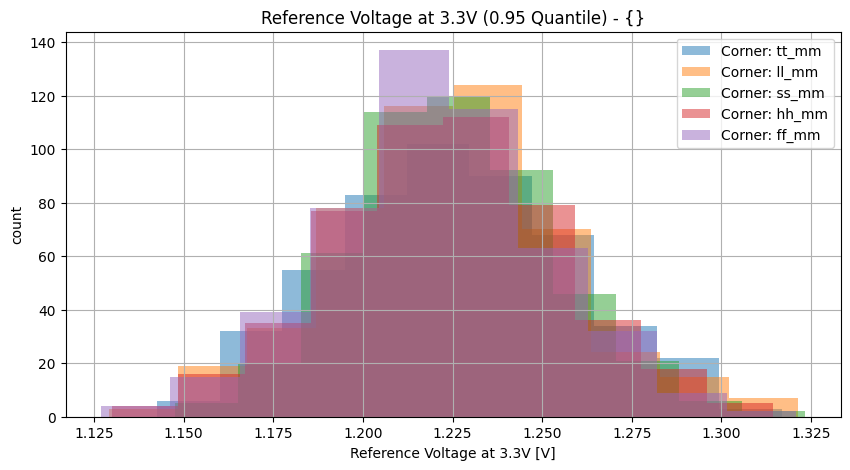 Reference Voltage at 3.3V (0.95 Quantile) - {}
140
120
100
80
60
40
20
0
count
Corner: tt_mm
Corner: ll_mm
Corner: ss_mm
Corner: hh_mm
Corner: ff_mm
1.125 1.150 1.175 1.200 1.225 1.250 1.275 1.300 1.325
Reference Voltage at 3.3V [V]